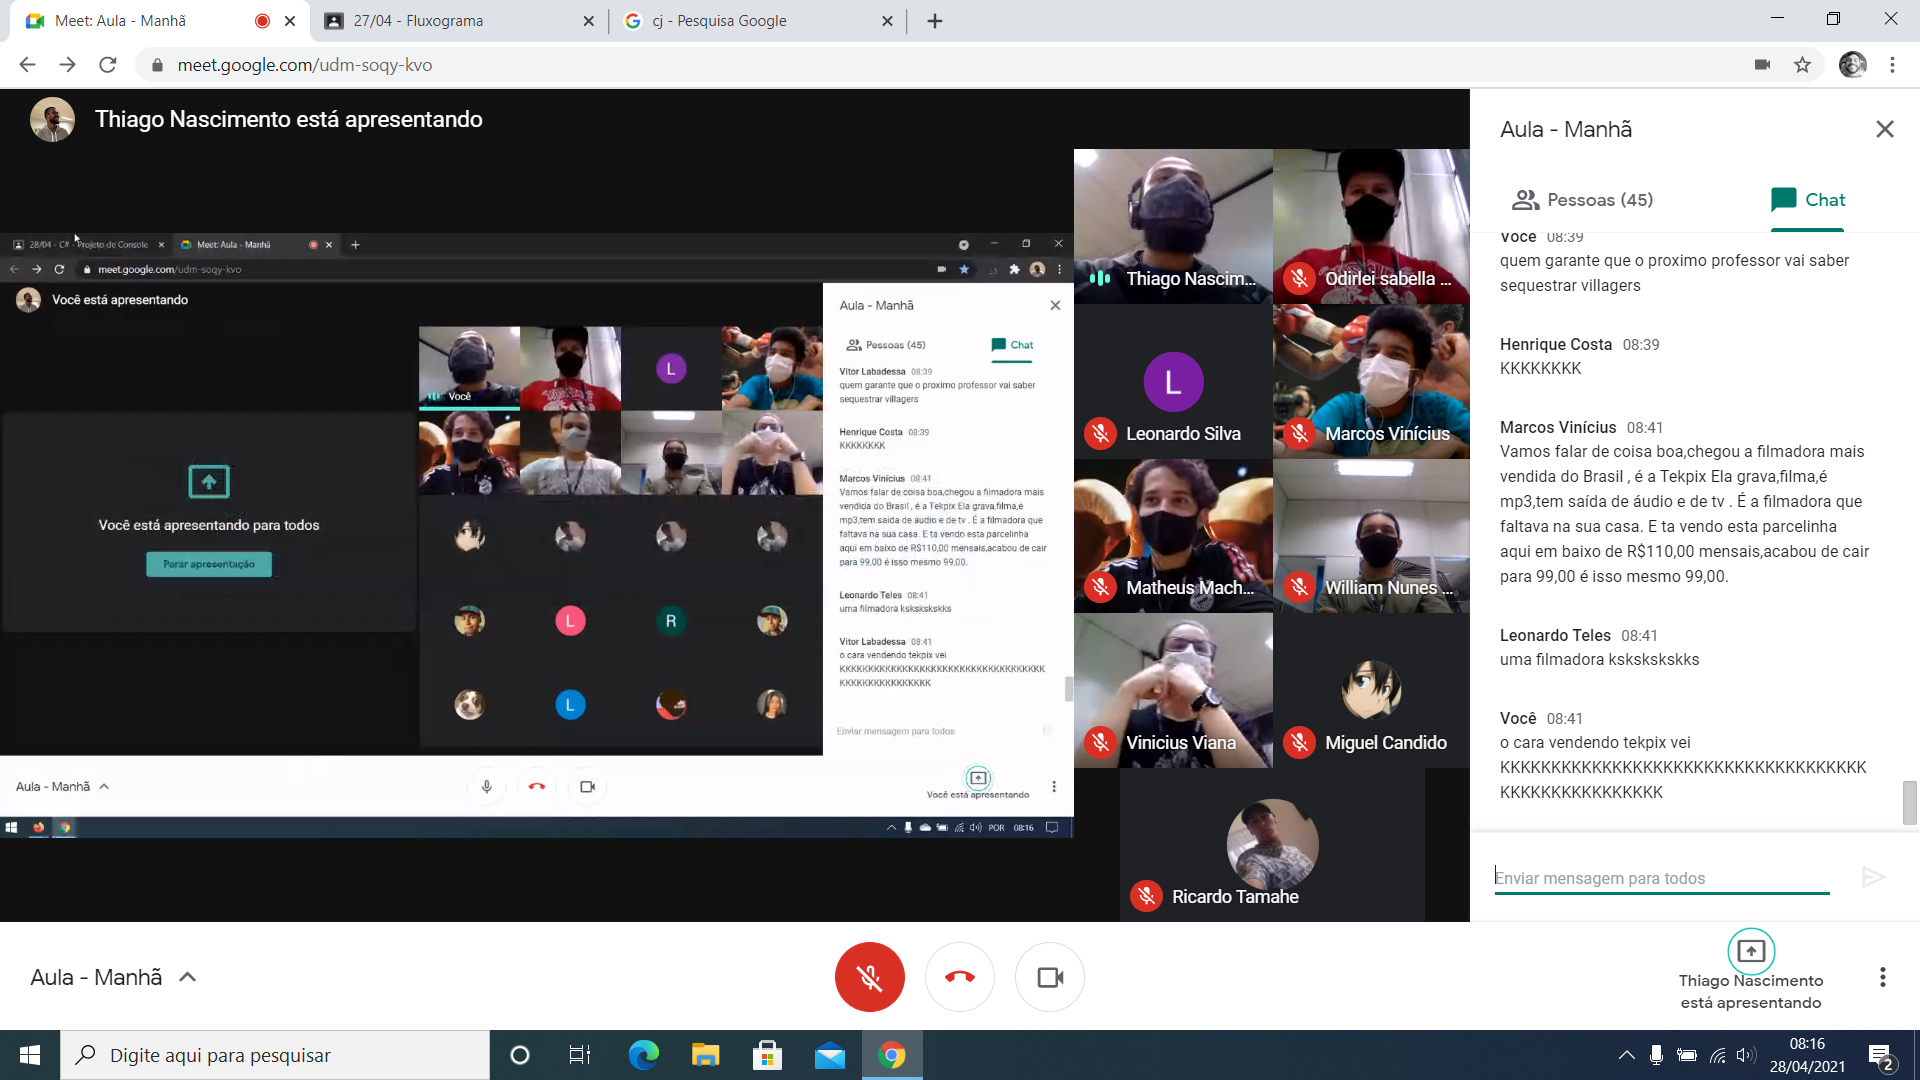 Meet: Aula - Manhã
27/04 - Fluxograma
cj - Pesquisa Google
meet.google.com/udm-soqy-kvo
Thiago Nascimento está apresentando
28/04 - C# - Projeto de Console
Meet: Aula - Manhã
meet.google.com/udm-soqy-kvo
Você está apresentando
Você está apresentando para todos
Parar apresentação
Você
L
L
R
L
Aula - Manhã
Pessoas (45)
Chat
Vitor Labadessa 08:39
quem garante que o proximo professor vai saber
sequestrar villagers
Henrique Costa 08:39
KKKKKKKK
Marcos Vinícius 08:41
Vamos falar de coisa boa,chegou a filmadora mais
vendida do Brasil , é a Tekpix Ela grava,filma,é
mp3,tem saída de áudio e de tv . É a filmadora que
faltava na sua casa. E ta vendo esta parcelinha
aqui em baixo de R$110,00 mensais,acabou de cair
para 99,00 é isso mesmo 99,00.
Leonardo Teles 08:41
uma filmadora ksksksksks
Vitor Labadessa 08:41
o cara vendendo tekpix vei
KKKKKKKKKKKKKKKKKKKKKKKKKKKKKKKKKKKK
KKKKKKKKKKKKKKKK
Enviar mensagem para todos
Aula - Manhã
Você está apresentando
POR 08:16
Thiago Nascim...
Odirlei sabella ...
L
Leonardo Silva
Marcos Vinícius
Matheus Mach...
William Nunes ...
Vinicius Viana
Miguel Candido
Ricardo Tamahe
Aula - Manhã
Pessoas (45)
Chat
Você 08:39
quem garante que o proximo professor vai saber
sequestrar villagers
Henrique Costa 08:39
KKKKKKKK
Marcos Vinícius 08:41
Vamos falar de coisa boa,chegou a filmadora mais
vendida do Brasil , é a Tekpix Ela grava,filma,é
mp3,tem saída de áudio e de tv . É a filmadora que
faltava na sua casa. E ta vendo esta parcelinha
aqui em baixo de R$110,00 mensais,acabou de cair
para 99,00 é isso mesmo 99,00.
Leonardo Teles 08:41
uma filmadora ksksksksksks
Você 08:41
o cara vendendo tekpix vei
KKKKKKKKKKKKKKKKKKKKKKKKKKKKKKKKKKKK
KKKKKKKKKKKKKKKK
Enviar mensagem para todos
Aula - Manhã
Thiago Nascimento
está apresentando
Digite aqui para pesquisar
08:16
28/04/2021
2